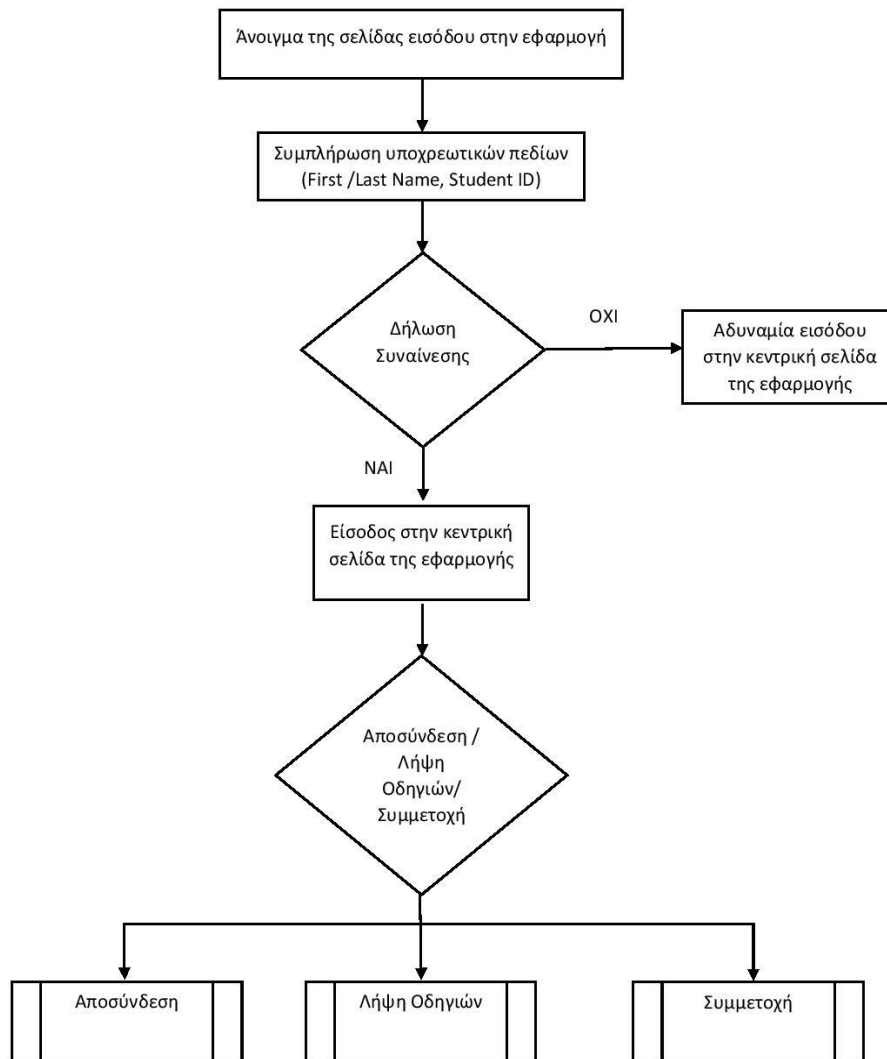 Άνοιγμα της σελίδας εισόδου στην εφαρμογή
Συμπλήρωση υποχρεωτικών πεδίων
(First /Last Name, Student ID)
Δήλωση
Συναίνεσης
ΟΧΙ
Αδυναμία εισόδου
στην κεντρική σελίδα
της εφαρμογής
ΝΑΙ
Είσοδος στην κεντρική
σελίδα της εφαρμογής
Αποσύνδεση /
Λήψη
Οδηγιών/
Συμμετοχή
Αποσύνδεση
Λήψη Οδηγιών
Συμμετοχή